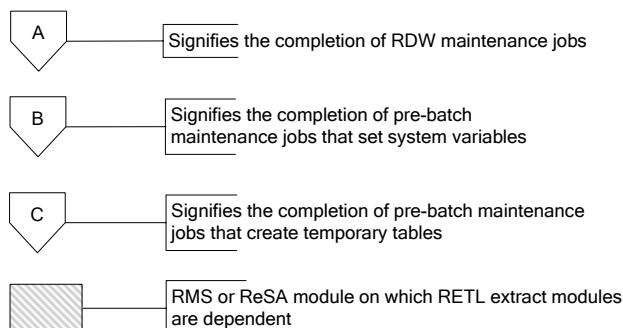 A
Signifies the completion of RDW maintenance jobs
B
Signifies the completion of pre-batch
maintenance jobs that set system variables
C
Signifies the completion of pre-batch maintenance
jobs that create temporary tables
RMS or ReSA module on which RETL extract modules
are dependent